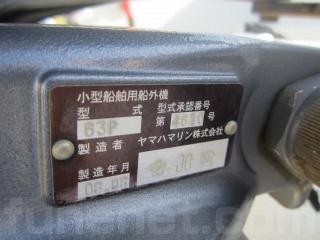 小型船舶用船外機
型 式 型式承認番号
63P 第 4620 号
製造者 ヤマハマリン株式会社
製造年月